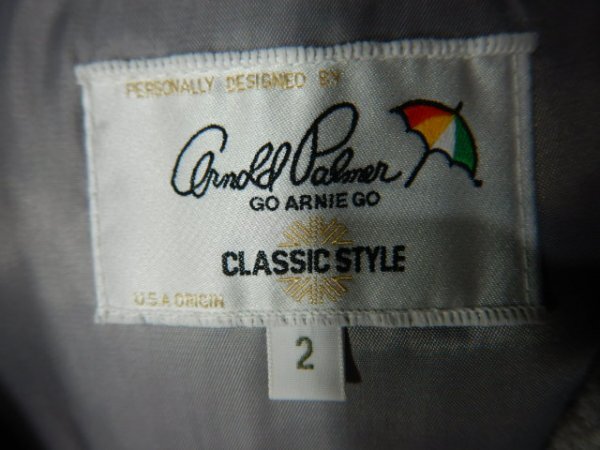 PERSONALLY DESIGNED BY
Arnold Palmer
GO ARNIE GO
CLASSIC STYLE
U.S.A ORIGIN
2